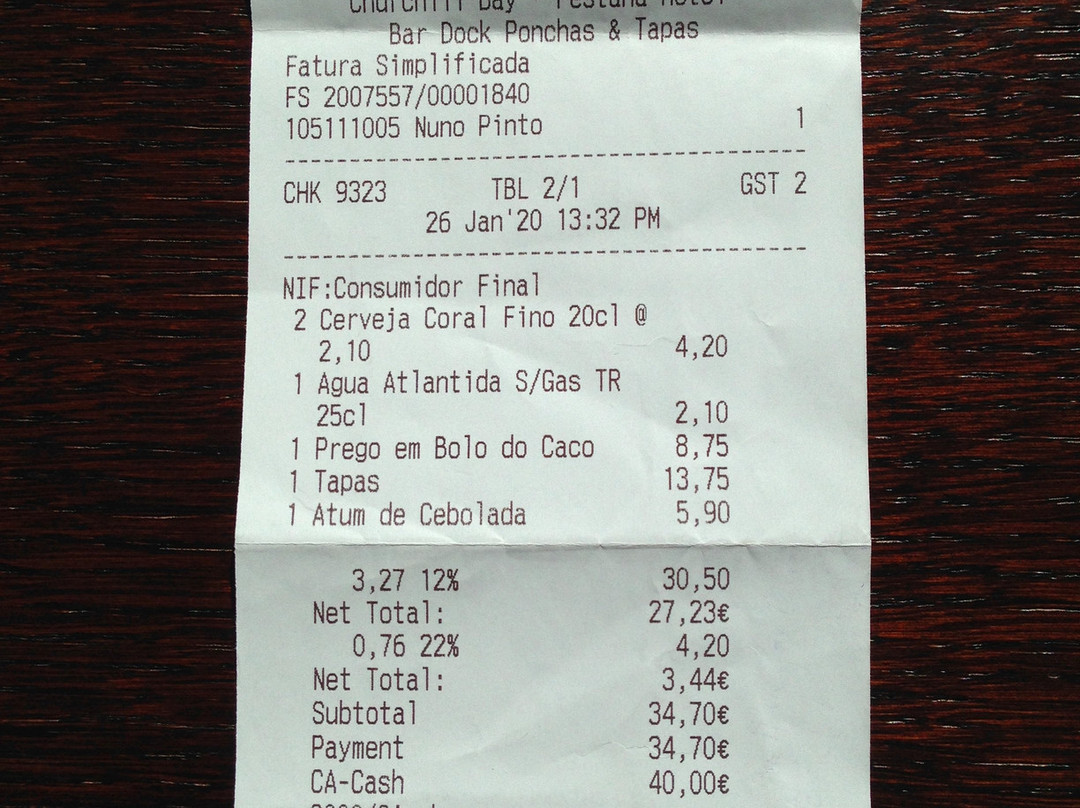 Churchill Bay Pestana Hotel
Bar Dock Ponchas & Tapas
Fatura Simplificada
FS 2007557/00001840
105111005 Nuno Pinto 1
CHK 9323 TBL 2/1 GST 2
26 Jan'20 13:32 PM
NIF:Consumidor Final
2 Cerveja Coral Fino 20cl @
2,10 4,20
1 Agua Atlantida S/Gas TR
25cl 2,10
1 Prego em Bolo do Caco 8,75
1 Tapas 13,75
1 Atum de Cebolada 5,90
3,27 12% 30,50
Net Total: 27,23€
0,76 22% 4,20
Net Total: 3,44€
Subtotal 34,70€
Payment 34,70€
CA-Cash 40,00€